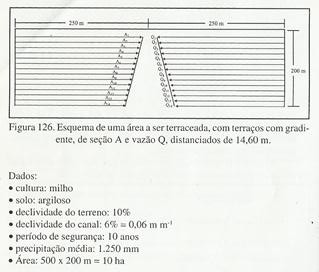 250 m 250 m
200 m
Figura 126. Esquema de uma área a ser terraceada, com terraços com gradi-
ente, de seção A e vazão Q, distanciados de 14,60 m.
Dados:
• cultura: milho
• solo: argiloso
• declividade do terreno: 10%
• declividade do canal: 6% = 0,06 m m⁻¹
• período de segurança: 10 anos
• precipitação média: 1.250 mm
• Área: 500 x 200 m = 10 ha